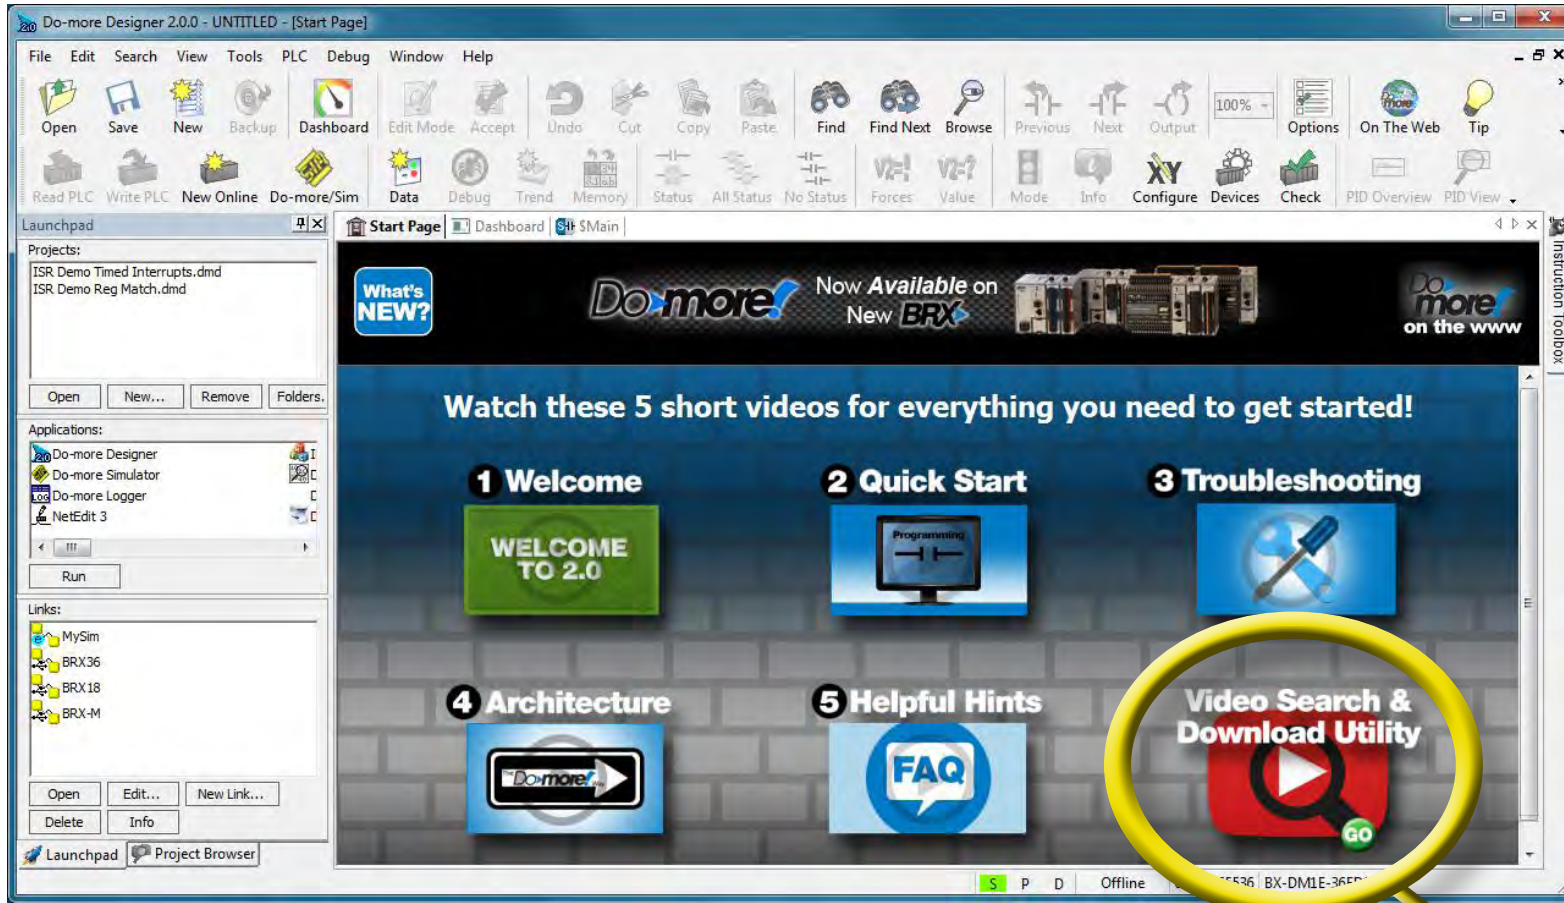 Do-more Designer 2.0.0 - UNTITLED - [Start Page]
File Edit Search View Tools PLC Debug Window Help
Open Save New Backup Dashboard Edit Mode Accept Undo Cut Copy Paste Find Find Next Browse Previous Next Output 100% Options On The Web Tip
Read PLC Write PLC New Online Do-more/Sim Data Debug Trend Memory Status All Status No Status Forces Value Mode Info Configure Devices Check PID Overview PID View
Launchpad
Start Page Dashboard $Main
Instruction Toolbox
Projects:
ISR Demo Timed Interrupts.dmd
ISR Demo Reg Match.dmd
Open New... Remove Folders.
Applications:
Do-more Designer
Do-more Simulator
Do-more Logger
NetEdit 3
Run
Links:
MySim
BRX36
BRX18
BRX-M
Open Edit... New Link...
Delete Info
Launchpad Project Browser
What's
NEW?
Do-more!
Now Available on
New BRX
Do-more!
on the www
Watch these 5 short videos for everything you need to get started!
1 Welcome
WELCOME
TO 2.0
2 Quick Start
Programming
3 Troubleshooting
4 Architecture
THE Do-more! Way
5 Helpful Hints
FAQ
Video Search &
Download Utility
GO
S P D Offline 5536 BX-DM1E-36ED